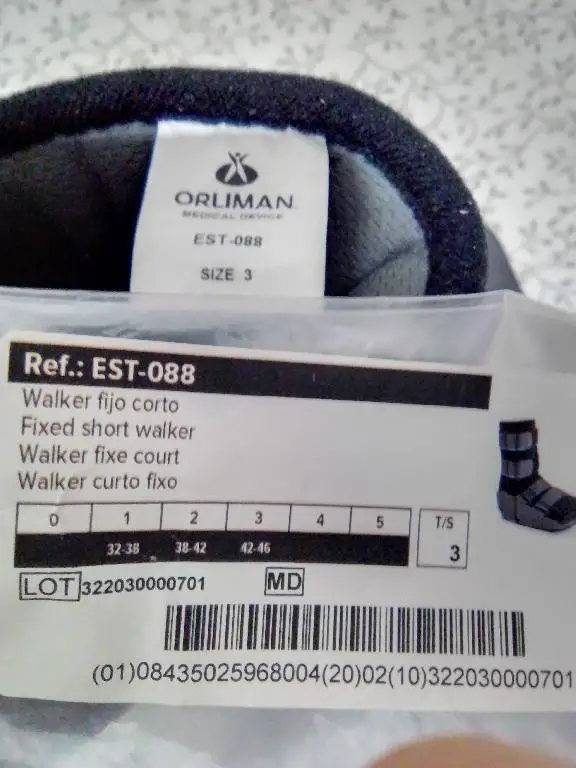 ORLIMAN
MEDICAL DEVICE
EST-088
SIZE 3
Ref.: EST-088
Walker fijo corto
Fixed short walker
Walker fixe court
Walker curto fixo
0 1 2 3 4 5 T/S
32-38 38-42 42-46 3
LOT 322030000701 MD
(01)08435025968004(20)02(10)322030000701